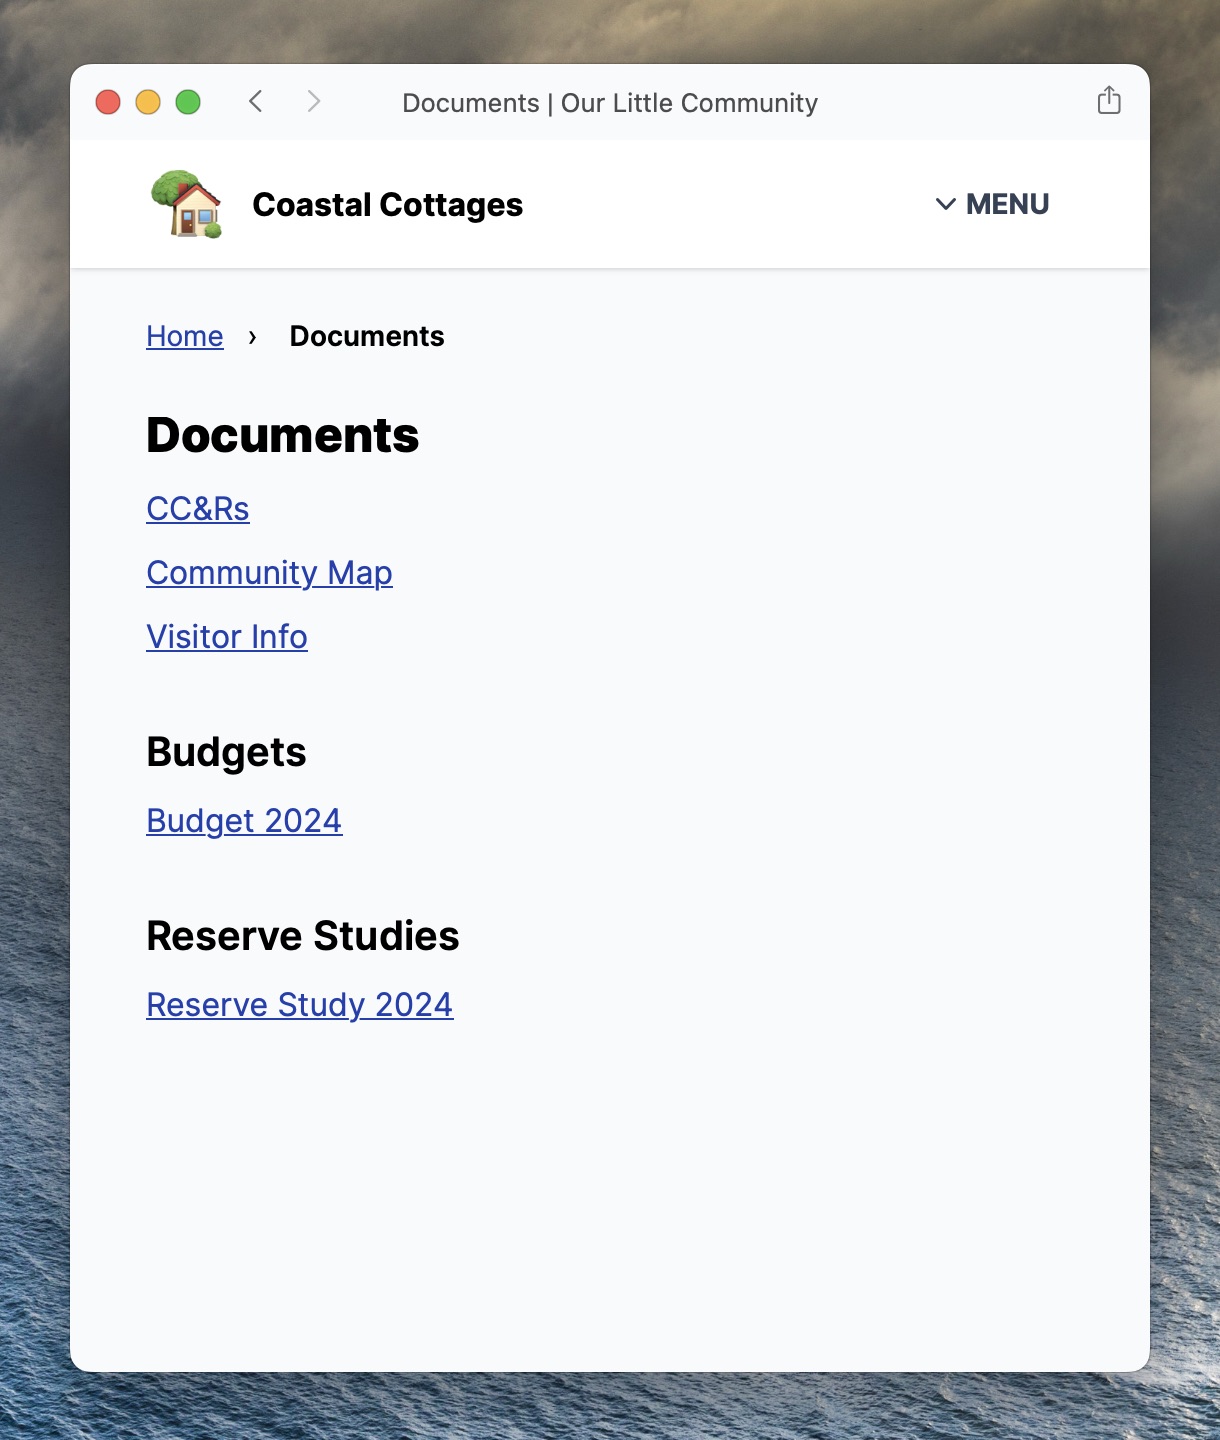 Documents | Our Little Community
Coastal Cottages
MENU
Home › Documents
Documents
CC&Rs
Community Map
Visitor Info
Budgets
Budget 2024
Reserve Studies
Reserve Study 2024